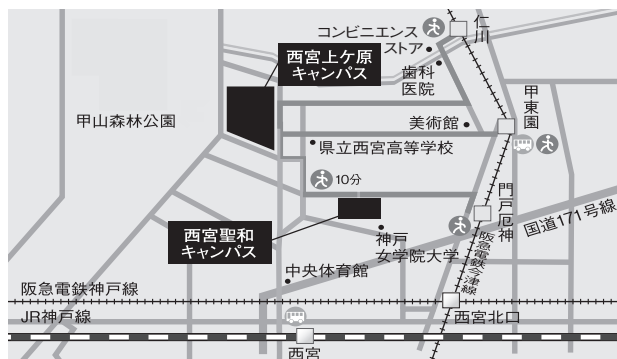 コンビニエンス
ストア
仁川
西宮上ケ原
キャンパス
歯科
医院
甲東園
甲山森林公園
美術館
県立西宮高等学校
10分
門戸厄神
国道171号線
西宮聖和
キャンパス
神戸
女学院大学
阪急電鉄今津線
中央体育館
阪急電鉄神戸線
JR神戸線
西宮北口
西宮